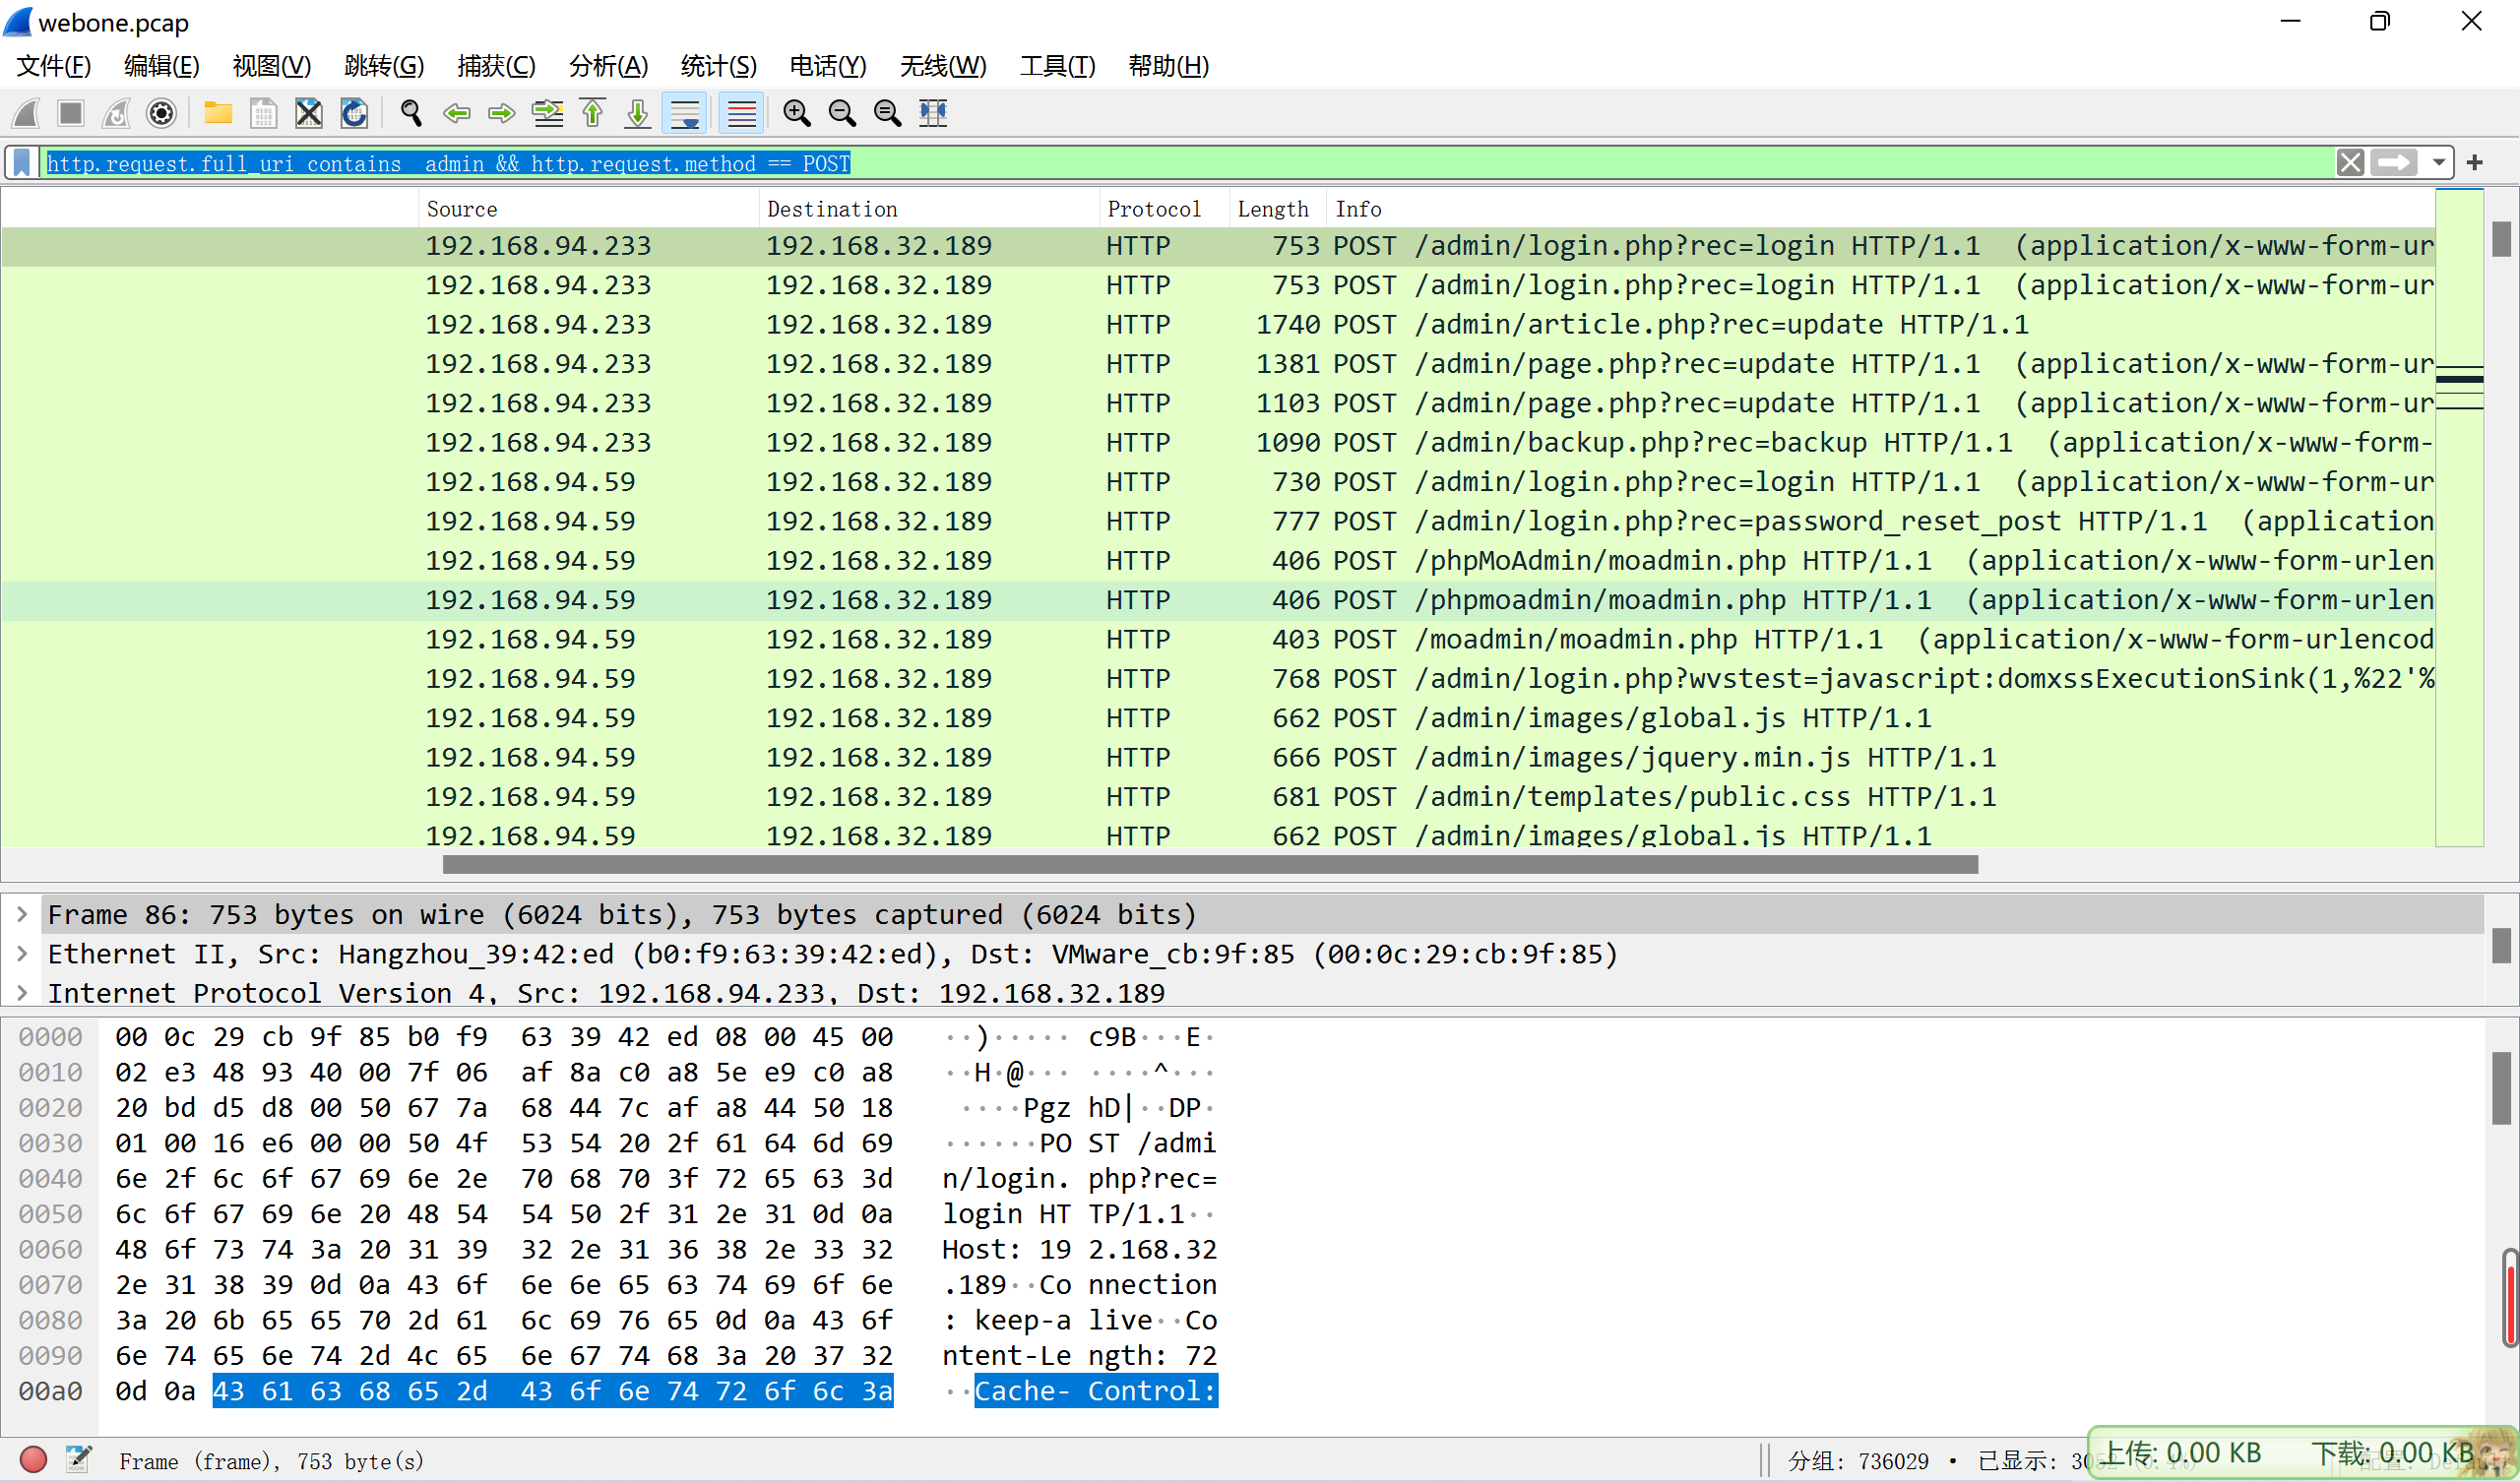 webone.pcap
文件(F) 编辑(E) 视图(V) 跳转(G) 捕获(C) 分析(A) 统计(S) 电话(Y) 无线(W) 工具(T) 帮助(H)
http.request.full_uri contains  admin && http.request.method == POST
Source Destination Protocol Length Info
192.168.94.233 192.168.32.189 HTTP 753 POST /admin/login.php?rec=login HTTP/1.1  (application/x-www-form-ur
192.168.94.233 192.168.32.189 HTTP 753 POST /admin/login.php?rec=login HTTP/1.1  (application/x-www-form-ur
192.168.94.233 192.168.32.189 HTTP 1740 POST /admin/article.php?rec=update HTTP/1.1
192.168.94.233 192.168.32.189 HTTP 1381 POST /admin/page.php?rec=update HTTP/1.1  (application/x-www-form-ur
192.168.94.233 192.168.32.189 HTTP 1103 POST /admin/page.php?rec=update HTTP/1.1  (application/x-www-form-ur
192.168.94.233 192.168.32.189 HTTP 1090 POST /admin/backup.php?rec=backup HTTP/1.1  (application/x-www-form-
192.168.94.59 192.168.32.189 HTTP 730 POST /admin/login.php?rec=login HTTP/1.1  (application/x-www-form-ur
192.168.94.59 192.168.32.189 HTTP 777 POST /admin/login.php?rec=password_reset_post HTTP/1.1  (application
192.168.94.59 192.168.32.189 HTTP 406 POST /phpMoAdmin/moadmin.php HTTP/1.1  (application/x-www-form-urlen
192.168.94.59 192.168.32.189 HTTP 406 POST /phpmoadmin/moadmin.php HTTP/1.1  (application/x-www-form-urlen
192.168.94.59 192.168.32.189 HTTP 403 POST /moadmin/moadmin.php HTTP/1.1  (application/x-www-form-urlencod
192.168.94.59 192.168.32.189 HTTP 768 POST /admin/login.php?wvstest=javascript:domxssExecutionSink(1,%22'%
192.168.94.59 192.168.32.189 HTTP 662 POST /admin/images/global.js HTTP/1.1
192.168.94.59 192.168.32.189 HTTP 666 POST /admin/images/jquery.min.js HTTP/1.1
192.168.94.59 192.168.32.189 HTTP 681 POST /admin/templates/public.css HTTP/1.1
192.168.94.59 192.168.32.189 HTTP 662 POST /admin/images/global.js HTTP/1.1
Frame 86: 753 bytes on wire (6024 bits), 753 bytes captured (6024 bits)
Ethernet II, Src: Hangzhou_39:42:ed (b0:f9:63:39:42:ed), Dst: VMware_cb:9f:85 (00:0c:29:cb:9f:85)
Internet Protocol Version 4, Src: 192.168.94.233, Dst: 192.168.32.189
0000 00 0c 29 cb 9f 85 b0 f9 63 39 42 ed 08 00 45 00 ··)····· c9B···E·
0010 02 e3 48 93 40 00 7f 06 af 8a c0 a8 5e e9 c0 a8 ··H·@··· ····^···
0020 20 bd d5 d8 00 50 67 7a 68 44 7c af a8 44 50 18 ····Pgz hD|··DP·
0030 01 00 16 e6 00 00 50 4f 53 54 20 2f 61 64 6d 69 ······PO ST /admi
0040 6e 2f 6c 6f 67 69 6e 2e 70 68 70 3f 72 65 63 3d n/login. php?rec=
0050 6c 6f 67 69 6e 20 48 54 54 50 2f 31 2e 31 0d 0a login HT TP/1.1··
0060 48 6f 73 74 3a 20 31 39 32 2e 31 36 38 2e 33 32 Host: 19 2.168.32
0070 2e 31 38 39 0d 0a 43 6f 6e 6e 65 63 74 69 6f 6e .189··Co nnection
0080 3a 20 6b 65 65 70 2d 61 6c 69 76 65 0d 0a 43 6f : keep-a live··Co
0090 6e 74 65 6e 74 2d 4c 65 6e 67 74 68 3a 20 37 32 ntent-Le ngth: 72
00a0 0d 0a 43 61 63 68 65 2d 43 6f 6e 74 72 6f 6c 3a ··Cache- Control:
Frame (frame), 753 byte(s) 分组: 736029 · 已显示: 上传: 0.00 KB 下载: 0.00 KB